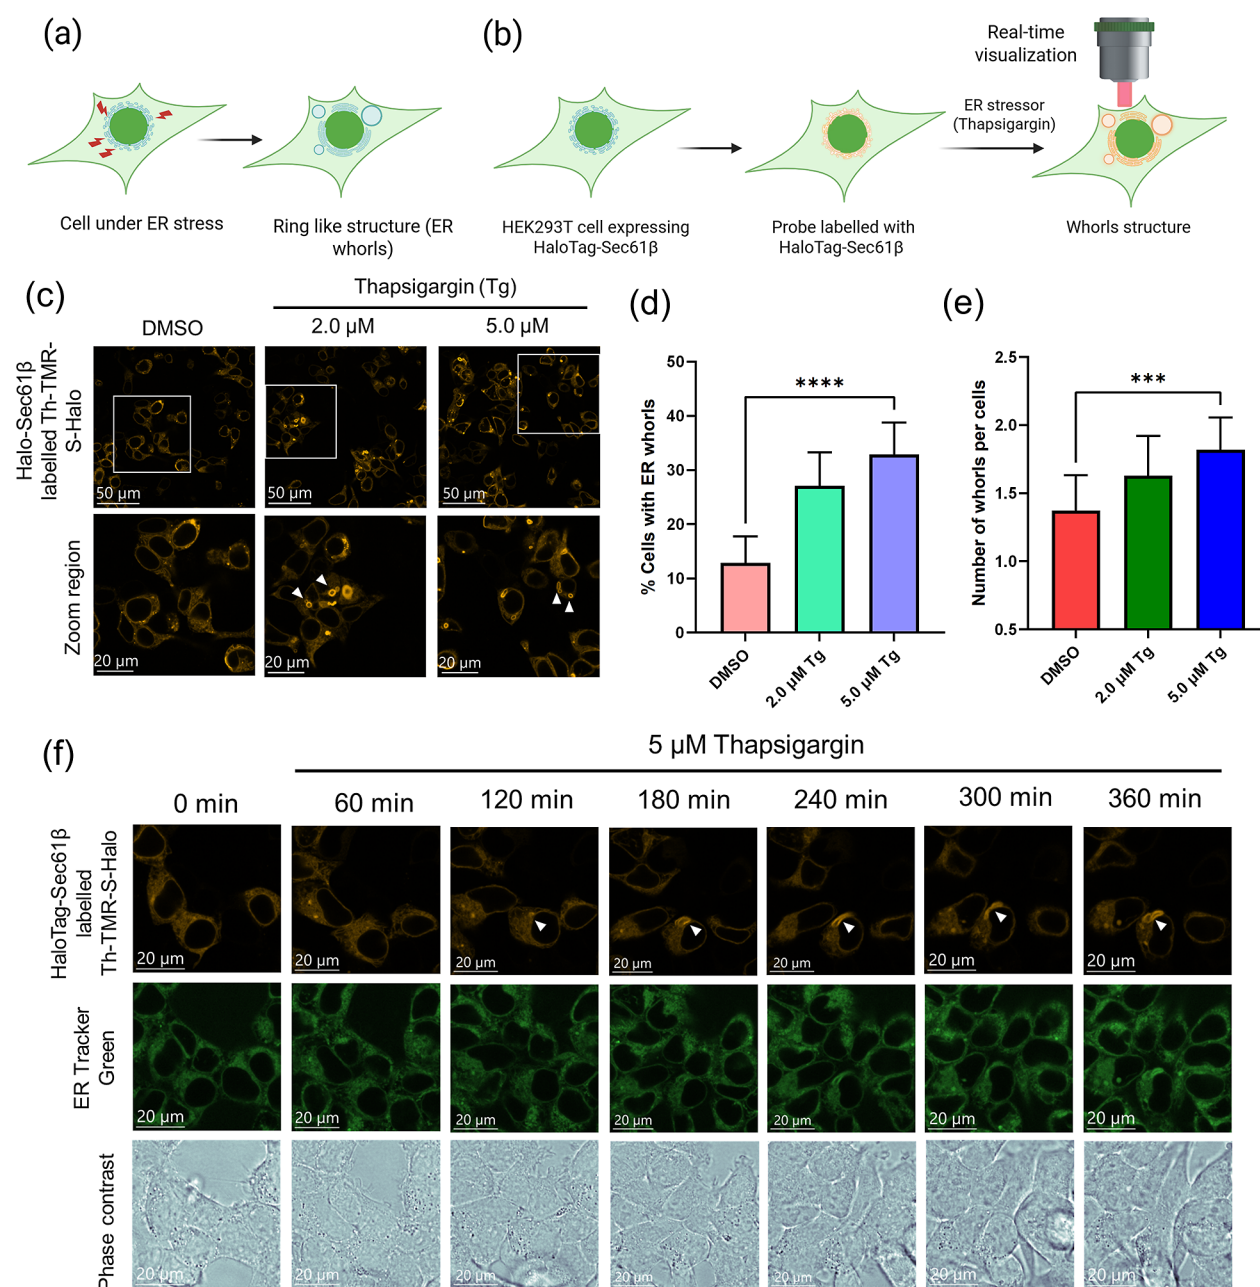 (a)
Cell under ER stress
Ring like structure (ER
whorls)
(b)
HEK293T cell expressing
HaloTag-Sec61β
Probe labelled with
HaloTag-Sec61β
ER stressor
(Thapsigargin)
Real-time
visualization
Whorls structure
(c)
Thapsigargin (Tg)
DMSO
2.0 µM
5.0 µM
Halo-Sec61β
labelled Th-TMR-
S-Halo
50 µm
50 µm
50 µm
Zoom region
20 µm
20 µm
20 µm
(d)
% Cells with ER whorls
50
40
30
20
10
0
****
DMSO
2.0 µM Tg
5.0 µM Tg
(e)
Number of whorls per cells
2.5
2.0
1.5
1.0
0.5
***
DMSO
2.0 µM Tg
5.0 µM Tg
(f)
5 µM Thapsigargin
0 min
60 min
120 min
180 min
240 min
300 min
360 min
HaloTag-Sec61β
labelled
Th-TMR-S-Halo
20 µm
20 µm
20 µm
20 µm
20 µm
20 µm
20 µm
ER Tracker
Green
20 µm
20 µm
20 µm
20 µm
20 µm
20 µm
20 µm
Phase contrast
20 µm
20 µm
20 µm
20 µm
20 µm
20 µm
20 µm